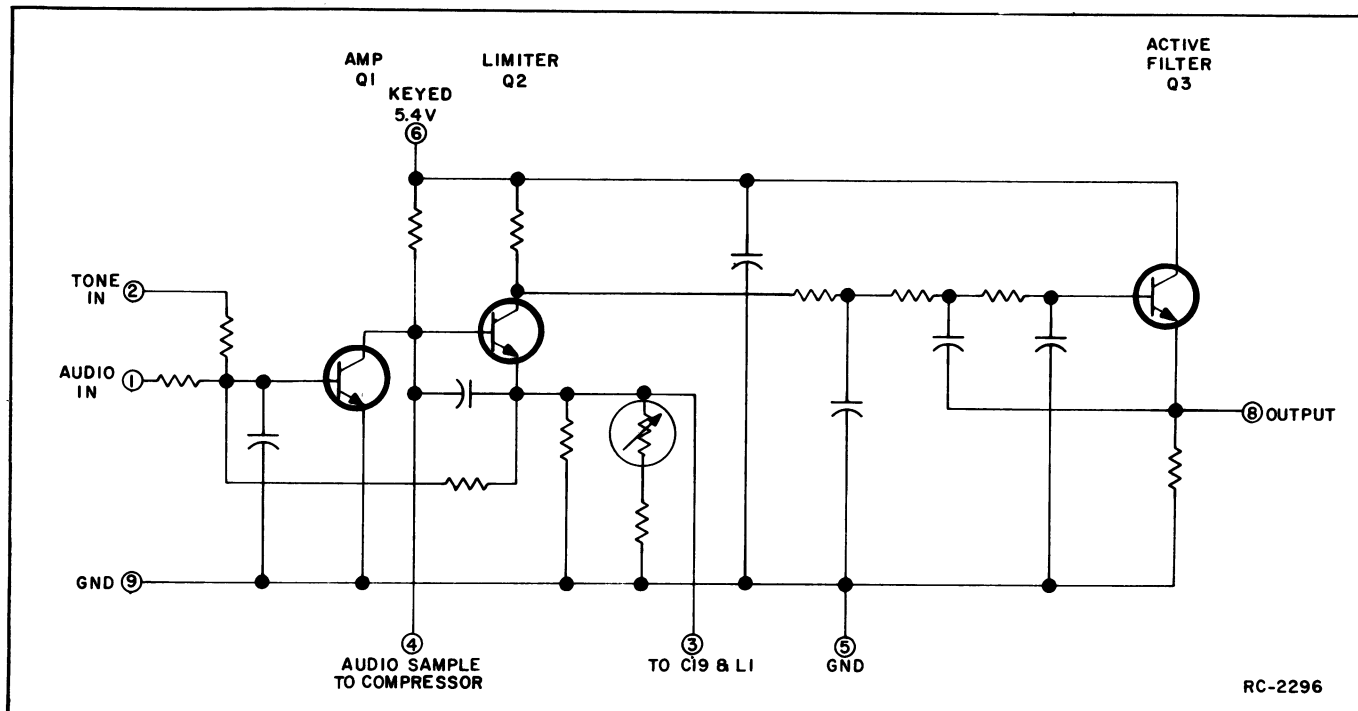 AMP
Q1
LIMITER
Q2
ACTIVE
FILTER
Q3
KEYED
5.4V
6
TONE
IN
2
AUDIO
IN
1
8 OUTPUT
GND 9
4
AUDIO SAMPLE
TO COMPRESSOR
3
TO C19 & L1
5
GND
RC-2296